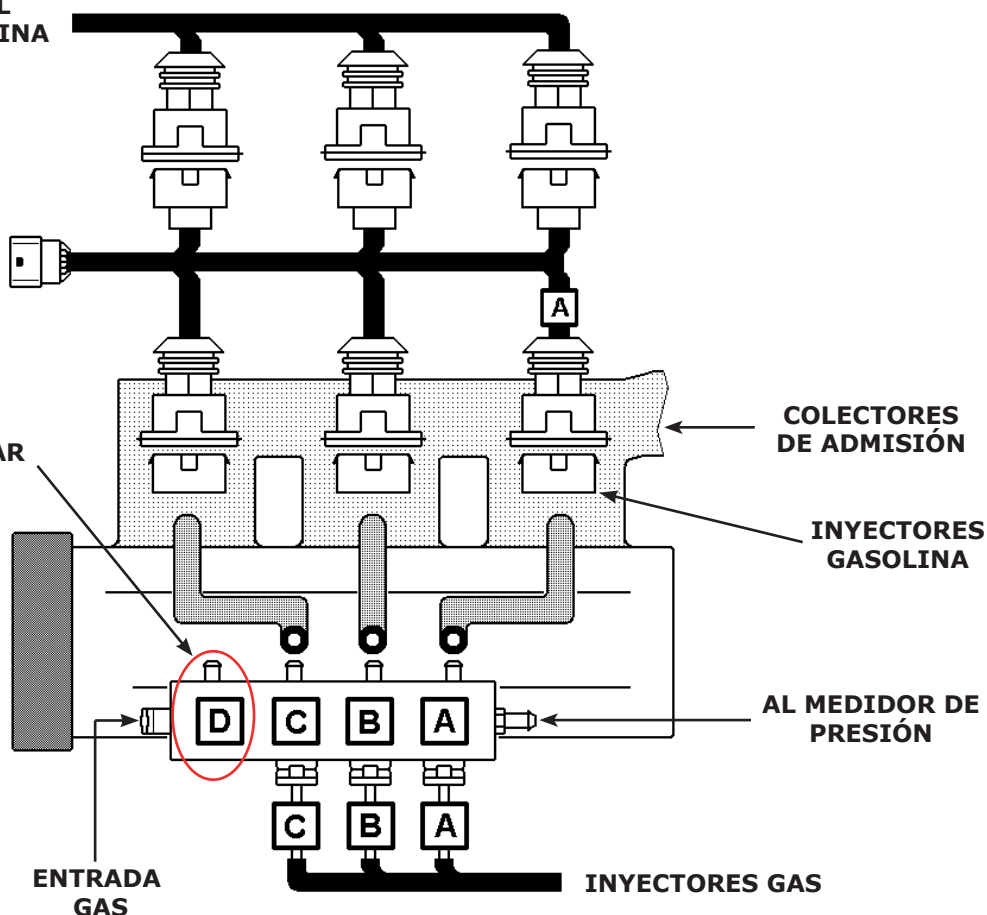 INA
A
COLECTORES
DE ADMISIÓN
AR
INYECTORES
GASOLINA
D C B A
AL MEDIDOR DE
PRESIÓN
C B A
ENTRADA
GAS
INYECTORES GAS